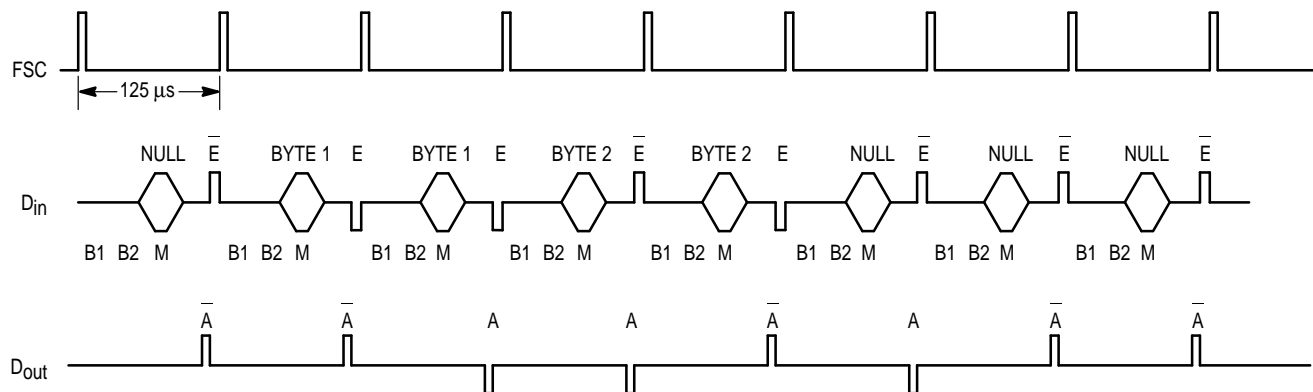 FSC
125 μs
NULL E̅ BYTE 1 E BYTE 1 E BYTE 2 E̅ BYTE 2 E NULL E̅ NULL E̅ NULL E̅
Din
B1 B2 M B1 B2 M B1 B2 M B1 B2 M B1 B2 M B1 B2 M B1 B2 M B1 B2 M
A̅ A̅ A A A̅ A A̅ A̅
Dout